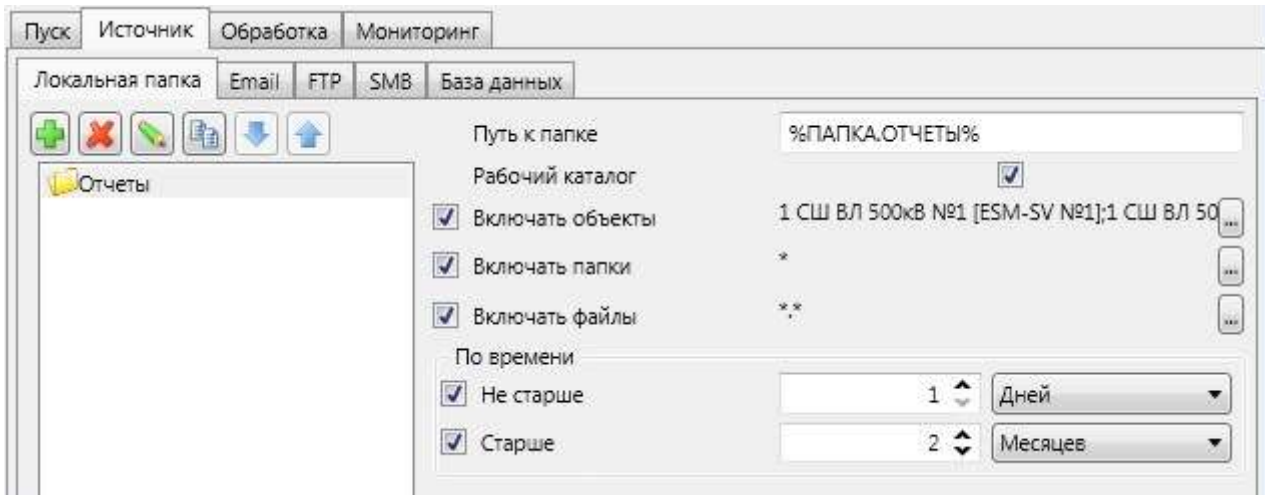 Пуск Источник Обработка Мониторинг
Локальная папка Email FTP SMB База данных
Путь к папке %ПАПКА.ОТЧЕТЫ%
Отчеты
Рабочий каталог
Включать объекты 1 СШ ВЛ 500кВ №1 [ESM-SV №1];1 СШ ВЛ 50 ...
Включать папки * ...
Включать файлы *.* ...
По времени
Не старше 1 Дней
Старше 2 Месяцев